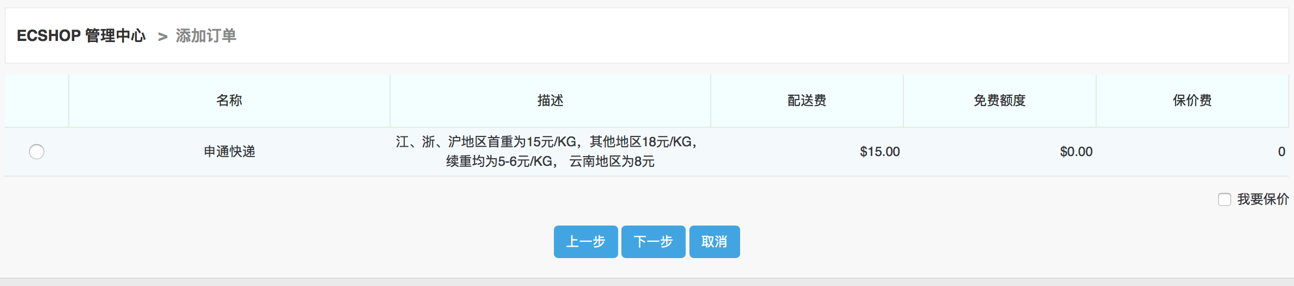 ECSHOP 管理中心 > 添加订单
名称 描述 配送费 免费额度 保价费
申通快递 江、浙、沪地区首重为15元/KG，其他地区18元/KG， $15.00 $0.00 0
续重均为5-6元/KG， 云南地区为8元
我要保价
上一步 下一步 取消